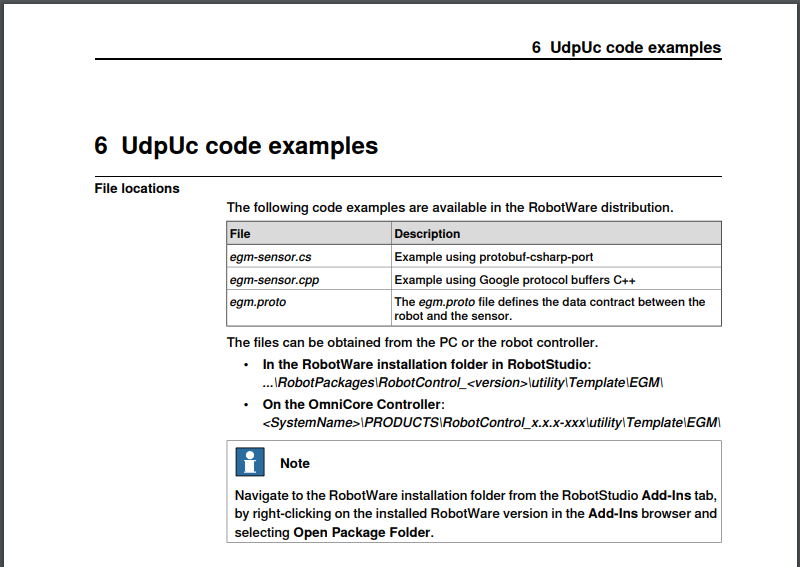 6 UdpUc code examples
6 UdpUc code examples
File locations
The following code examples are available in the RobotWare distribution.
File Description
egm-sensor.cs Example using protobuf-csharp-port
egm-sensor.cpp Example using Google protocol buffers C++
egm.proto The egm.proto file defines the data contract between the
robot and the sensor.
The files can be obtained from the PC or the robot controller.
• In the RobotWare installation folder in RobotStudio:
...\RobotPackages\RobotControl_<version>\utility\Template\EGM\
• On the OmniCore Controller:
<SystemName>\PRODUCTS\RobotControl_x.x.x-xxx\utility\Template\EGM\
Note
Navigate to the RobotWare installation folder from the RobotStudio Add-Ins tab,
by right-clicking on the installed RobotWare version in the Add-Ins browser and
selecting Open Package Folder.